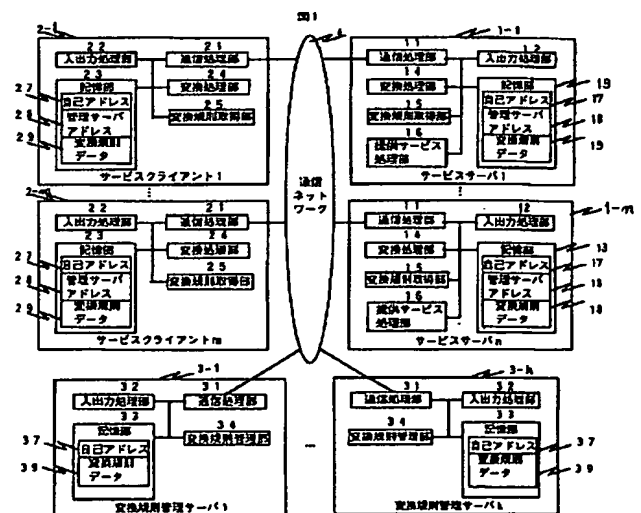 図1
2-1
22
21
入出力処理部
通信処理部
23
24
記憶部
変換処理部
27
自己アドレス
25
28
管理サーバ
アドレス
変換規則取得部
29
変換規則
データ
サービスクライアント1
4
1-1
11
12
通信処理部
入出力処理部
14
変換処理部
記憶部
15
自己アドレス
17
変換規則取得部
管理サーバ
アドレス
18
16
提供サービス
処理部
変換規則
データ
19
サービスサーバ1
通信
ネット
ワーク
22
21
入出力処理部
通信処理部
23
24
記憶部
変換処理部
27
自己アドレス
25
28
管理サーバ
アドレス
変換規則取得部
29
変換規則
データ
サービスクライアントm
11
12
通信処理部
入出力処理部
14
変換処理部
記憶部
13
15
自己アドレス
17
変換規則取得部
管理サーバ
アドレス
16
提供サービス
処理部
変換規則
データ
サービスサーバn
3-1
32
31
入出力処理部
通信処理部
33
34
記憶部
変換規則管理部
37
自己アドレス
39
変換規則
データ
変換規則管理サーバ1
31
32
通信処理部
入出力処理部
34
33
変換規則管理部
記憶部
自己アドレス
37
変換規則
データ
39
変換規則管理サーバk